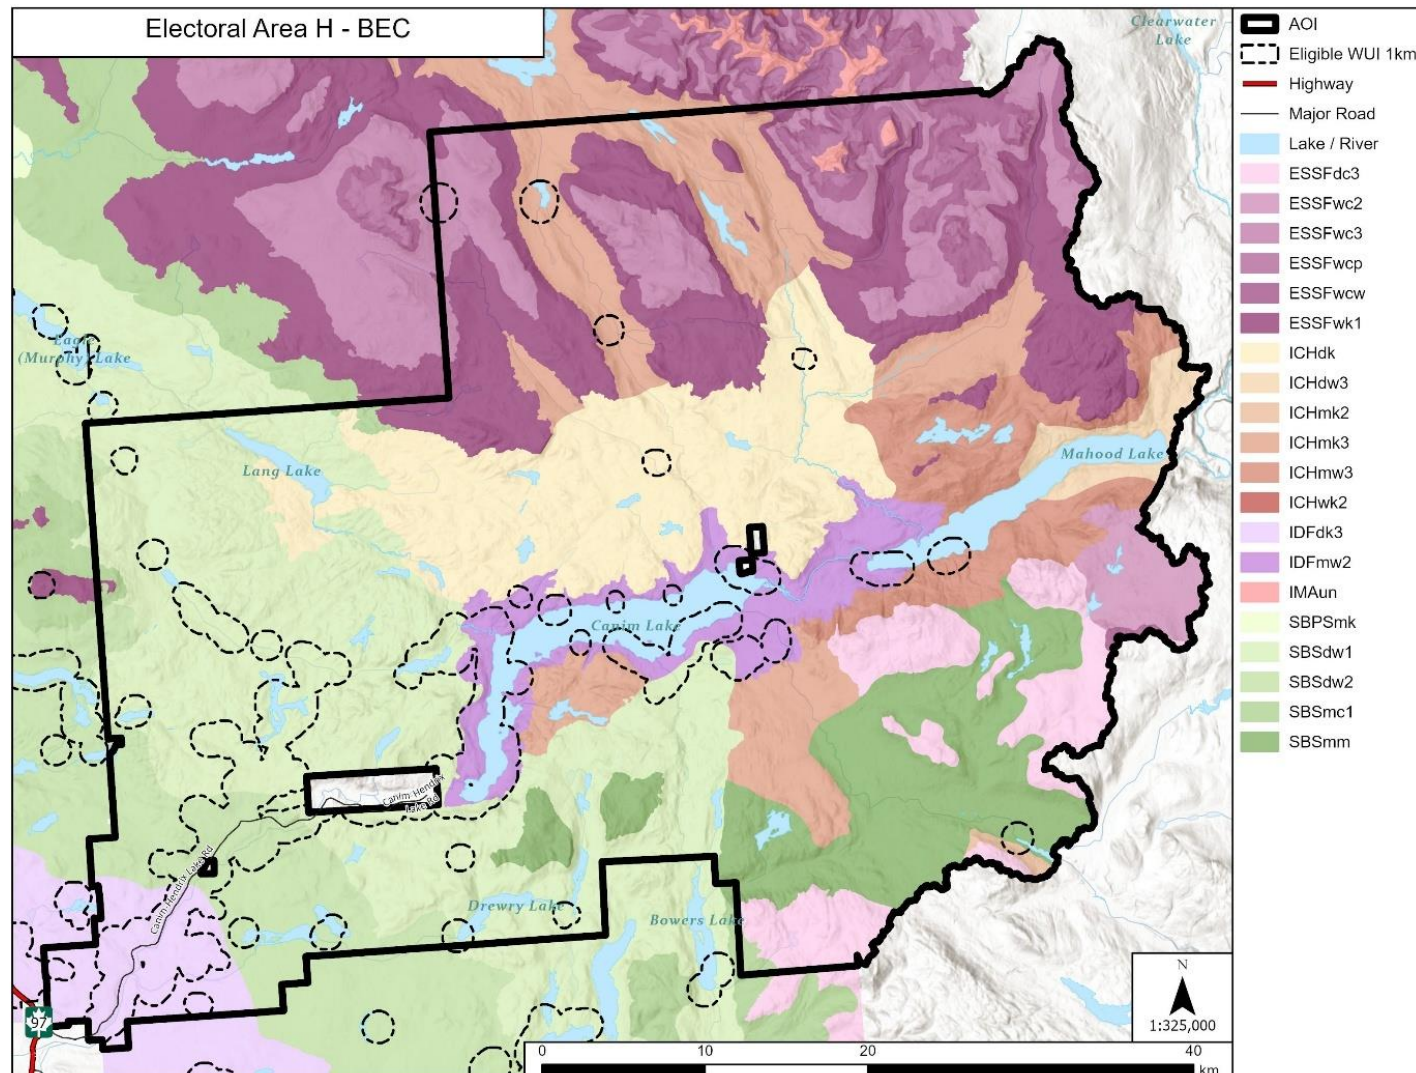 Electoral Area H - BEC
Clearwater
Lake
AOI
Eligible WUI 1km
Highway
Major Road
Lake / River
ESSFdc3
ESSFwc2
ESSFwc3
ESSFwcp
ESSFwcw
ESSFwk1
ICHdk
ICHdw3
ICHmk2
ICHmk3
ICHmw3
ICHwk2
IDFdk3
IDFmw2
IMAun
SBPSmk
SBSdw1
SBSdw2
SBSmc1
SBSmm
Eagle
(Murphy) Lake
Lang Lake
Mahood Lake
Canim Lake
Canim-Hendrix
Lake Rd
Canim-Hendrix Lake Rd
Drewry Lake
Bowers Lake
97
N
1:325,000
0 10 20 40
km